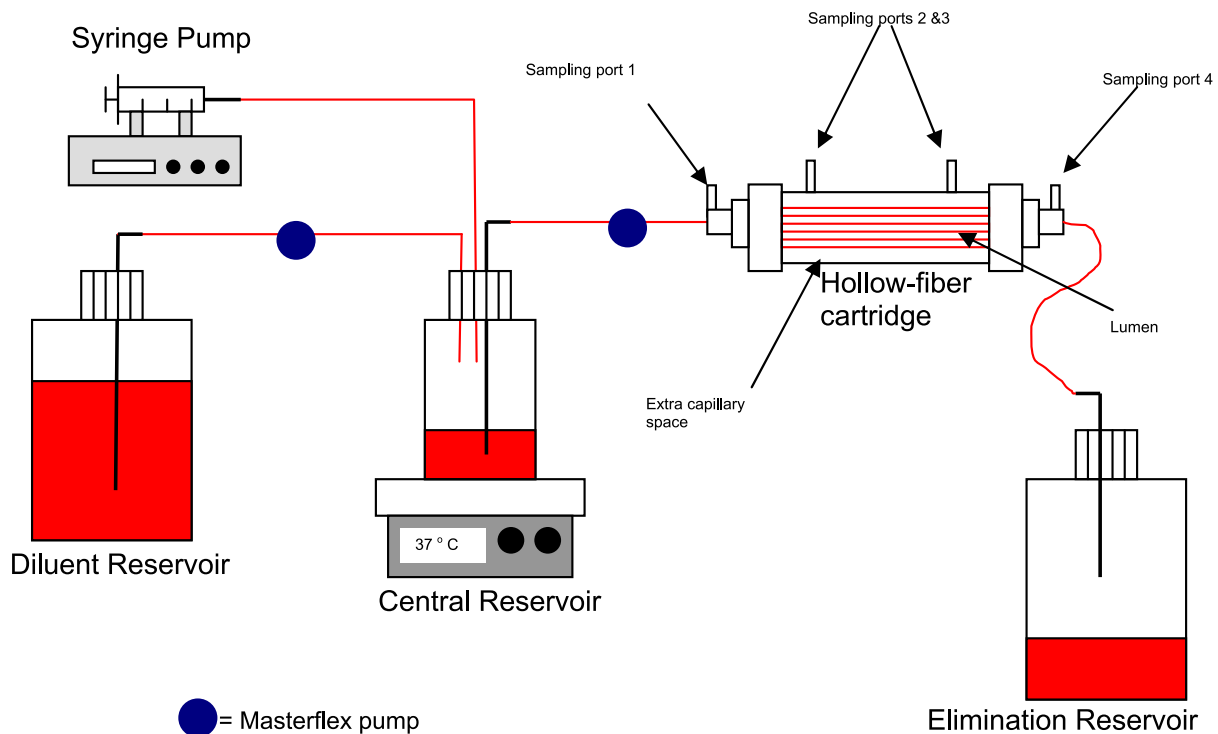 Syringe Pump
Sampling port 1
Sampling ports 2 &3
Sampling port 4
Hollow-fiber
cartridge
Lumen
Extra capillary
space
Diluent Reservoir
37 ° C
Central Reservoir
= Masterflex pump
Elimination Reservoir